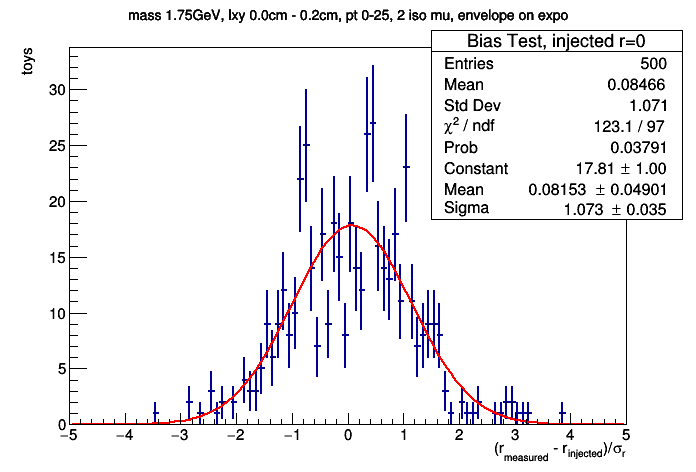 mass 1.75GeV, lxy 0.0cm - 0.2cm, pt 0-25, 2 iso mu, envelope on expo
Bias Test, injected r=0
Entries 500
Mean 0.08466
Std Dev 1.071
χ² / ndf 123.1 / 97
Prob 0.03791
Constant 17.81 ± 1.00
Mean 0.08153 ± 0.04901
Sigma 1.073 ± 0.035
toys
30
25
20
15
10
5
0
−5 −4 −3 −2 −1 0 1 2 3 4 5
(r_measured - r_injected)/σ_r